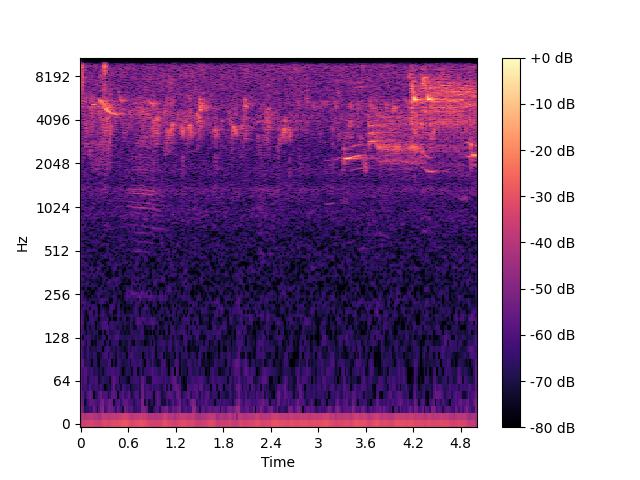 8192
4096
2048
1024
512
256
128
64
0
Hz
0 0.6 1.2 1.8 2.4 3 3.6 4.2 4.8
Time
+0 dB
-10 dB
-20 dB
-30 dB
-40 dB
-50 dB
-60 dB
-70 dB
-80 dB